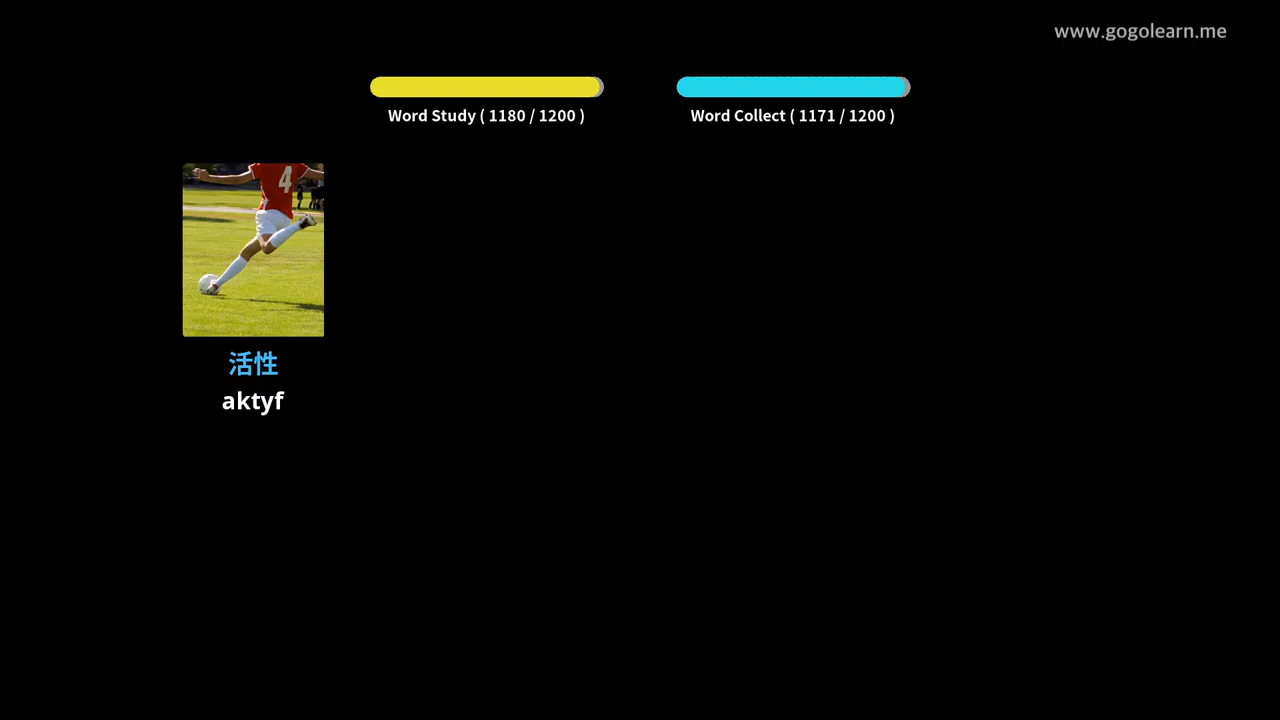 www.gogolearn.me
Word Study ( 1180 / 1200 )
Word Collect ( 1171 / 1200 )
4
活性
aktyf